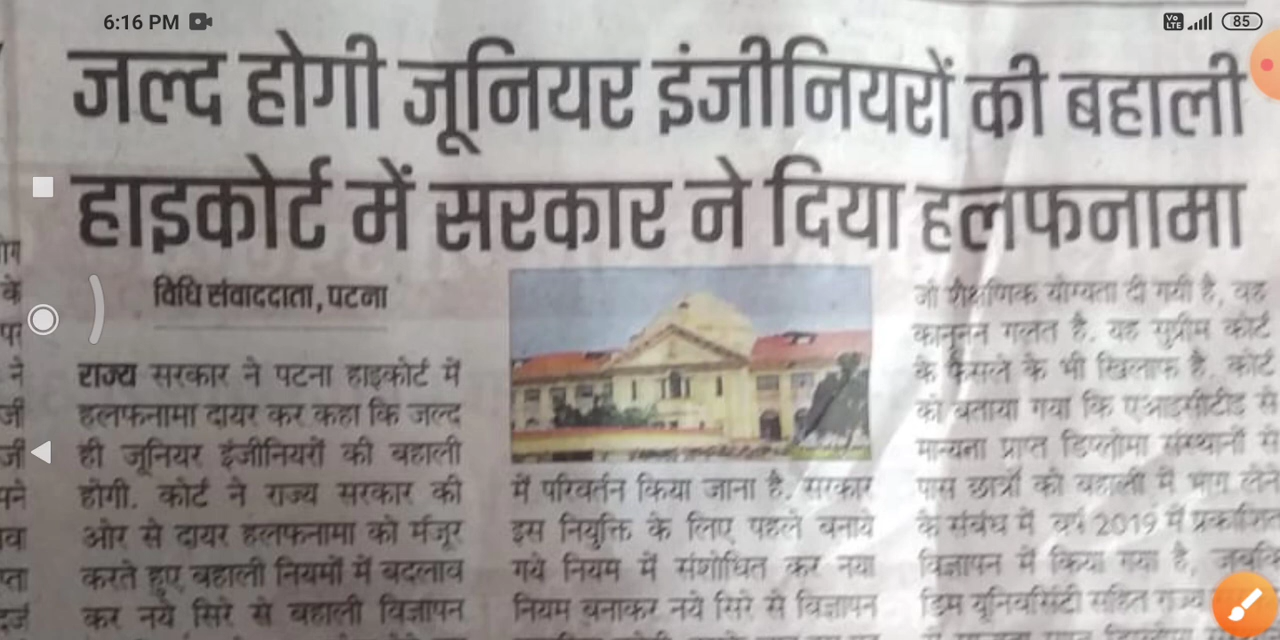 6:16 PM
Vo LTE 85
जल्द होगी जूनियर इंजीनियरों की बहाली
हाइकोर्ट में सरकार ने दिया हलफनामा
विधि संवाददाता, पटना
राज्य सरकार ने पटना हाइकोर्ट में
हलफनामा दायर कर कहा कि जल्द
ही जूनियर इंजीनियरों की बहाली
होगी. कोर्ट ने राज्य सरकार की
ओर से दायर हलफनामा को मंजूर
करते हुए बहाली नियमों में बदलाव
कर नये सिरे से बहाली विज्ञापन
में परिवर्तन किया जाना है. सरकार
इस नियुक्ति के लिए पहले बनाये
गये नियम में संशोधित कर नया
नियम बनाकर नये सिरे से विज्ञापन
जो शैक्षणिक योग्यता दी गयी है, वह
कानूनन गलत है. यह सुप्रीम कोर्ट
के फैसले के भी खिलाफ है. कोर्ट
को बताया गया कि एआइसीटीइ से
मान्यता प्राप्त डिप्लोमा संस्थानों से
पास छात्रों को बहाली में भाग लेने
के संबंध में वर्ष 2019 में प्रकाशित
विज्ञापन में किया गया है, जबकि
डिम यूनिवर्सिटी सहित राज्य